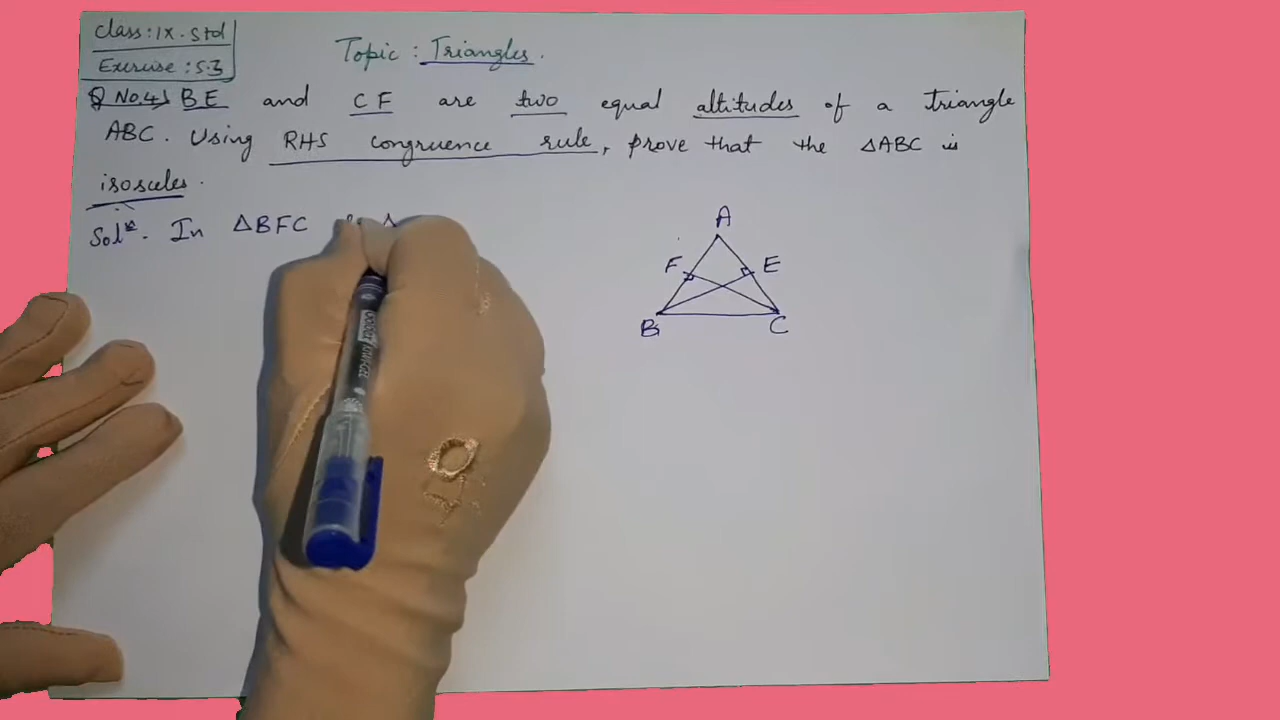 Class: IX. Std
Exercise : 5.3
Topic : Triangles.
Q No.4) BE and CF are two equal altitudes of a triangle
ABC. Using RHS congruence rule, prove that the ΔABC is
isosceles.
Soln. In ΔBFC & Δ
A
F E
B C